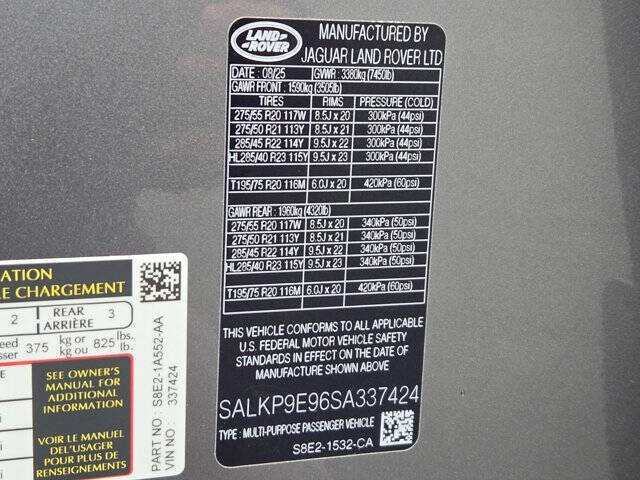 LAND
ROVER
MANUFACTURED BY
JAGUAR LAND ROVER LTD
DATE : 08/25 GVWR : 3380kg (7450lb)
GAWR FRONT : 1590kg (3505lb)
TIRES RIMS PRESSURE (COLD)
275/55 R20 117W 8.5J x 20 300kPa (44psi)
275/50 R21 113Y 8.5J x 21 300kPa (44psi)
285/45 R22 114Y 9.5J x 22 300kPa (44psi)
HL285/40 R23 115Y 9.5J x 23 300kPa (44psi)
T195/75 R20 116M 6.0J x 20 420kPa (60psi)
GAWR REAR : 1960kg (4320lb)
275/55 R20 117W 8.5J x 20 340kPa (50psi)
275/50 R21 113Y 8.5J x 21 340kPa (50psi)
285/45 R22 114Y 9.5J x 22 340kPa (50psi)
HL285/40 R23 115Y 9.5J x 23 340kPa (50psi)
T195/75 R20 116M 6.0J x 20 420kPa (60psi)
THIS VEHICLE CONFORMS TO ALL APPLICABLE
U.S. FEDERAL MOTOR VEHICLE SAFETY
STANDARDS IN EFFECT ON THE DATE OF
MANUFACTURE SHOWN ABOVE.
SALKP9E96SA337424
TYPE : MULTI-PURPOSE PASSENGER VEHICLE
S8E2-1532-CA
CHARGEMENT
2 REAR 3
ARRIÈRE
375 kg or 825 lbs.
kg ou lb.
SEE OWNER'S
MANUAL FOR
ADDITIONAL
INFORMATION
VOIR LE MANUEL
DEL'USAGER
POUR PLUS DE
RENSEIGNEMENTS
PART NO : S8E2-1A552-AA
VIN NO : 337424